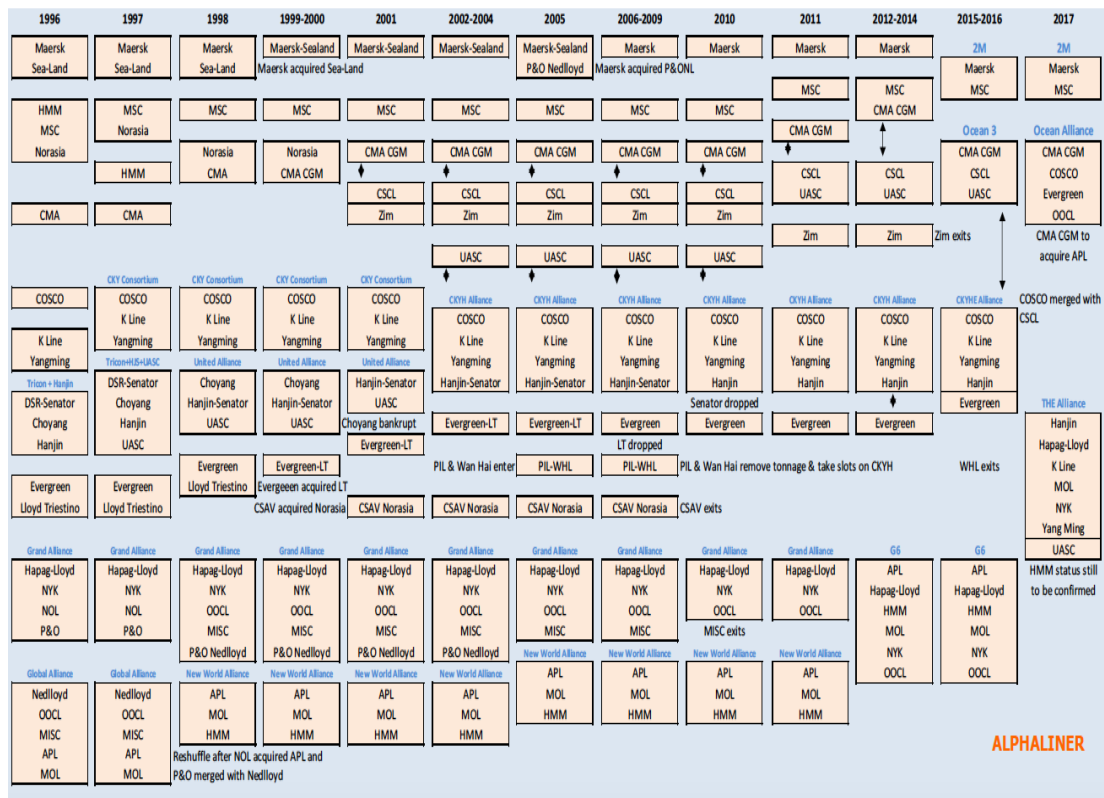 1996
Maersk
Sea-Land
HMM
MSC
Norasia
CMA
COSCO
K Line
Yangming
Tricon + Hanjin
DSR-Senator
Choyang
Hanjin
Evergreen
Lloyd Triestino
Grand Alliance
Hapag-Lloyd
NYK
NOL
P&O
Global Alliance
Nedlloyd
OOCL
MISC
APL
MOL
1997
Maersk
Sea-Land
MSC
Norasia
HMM
CMA
CKY Consortium
COSCO
K Line
Yangming
Tricon+HJS+UASC
DSR-Senator
Choyang
Hanjin
UASC
Evergreen
Lloyd Triestino
Grand Alliance
Hapag-Lloyd
NYK
NOL
P&O
Global Alliance
Nedlloyd
OOCL
MISC
APL
MOL
1998
Maersk
Sea-Land
MSC
Norasia
CMA
CKY Consortium
COSCO
K Line
Yangming
United Alliance
Choyang
Hanjin-Senator
UASC
Evergreen
Lloyd Triestino
Grand Alliance
Hapag-Lloyd
NYK
OOCL
MISC
P&O Nedlloyd
New World Alliance
APL
MOL
HMM
Reshuffle after NOL acquired APL and
P&O merged with Nedlloyd
1999-2000
Maersk-Sealand
Maersk acquired Sea-Land
MSC
Norasia
CMA CGM
CKY Consortium
COSCO
K Line
Yangming
United Alliance
Choyang
Hanjin-Senator
UASC
Evergreen-LT
Evergeeen acquired LT
CSAV acquired Norasia
Grand Alliance
Hapag-Lloyd
NYK
OOCL
MISC
P&O Nedlloyd
New World Alliance
APL
MOL
HMM
2001
Maersk-Sealand
MSC
CMA CGM
CSCL
Zim
CKY Consortium
COSCO
K Line
Yangming
United Alliance
Hanjin-Senator
UASC
Choyang bankrupt
Evergreen-LT
CSAV Norasia
Grand Alliance
Hapag-Lloyd
NYK
OOCL
MISC
P&O Nedlloyd
New World Alliance
APL
MOL
HMM
2002-2004
Maersk-Sealand
MSC
CMA CGM
CSCL
Zim
UASC
CKYH Alliance
COSCO
K Line
Yangming
Hanjin-Senator
Evergreen-LT
PIL & Wan Hai enter
CSAV Norasia
Grand Alliance
Hapag-Lloyd
NYK
OOCL
MISC
P&O Nedlloyd
New World Alliance
APL
MOL
HMM
2005
Maersk-Sealand
P&O Nedlloyd
MSC
CMA CGM
CSCL
Zim
UASC
CKYH Alliance
COSCO
K Line
Yangming
Hanjin-Senator
Evergreen-LT
PIL-WHL
CSAV Norasia
Grand Alliance
Hapag-Lloyd
NYK
OOCL
MISC
New World Alliance
APL
MOL
HMM
2006-2009
Maersk
Maersk acquired P&ONL
MSC
CMA CGM
CSCL
Zim
UASC
CKYH Alliance
COSCO
K Line
Yangming
Hanjin-Senator
Evergreen
LT dropped
PIL-WHL
CSAV Norasia
Grand Alliance
Hapag-Lloyd
NYK
OOCL
MISC
New World Alliance
APL
MOL
HMM
2010
Maersk
MSC
CMA CGM
CSCL
Zim
UASC
CKYH Alliance
COSCO
K Line
Yangming
Hanjin
Senator dropped
Evergreen
PIL & Wan Hai remove tonnage & take slots on CKYH
CSAV exits
Grand Alliance
Hapag-Lloyd
NYK
OOCL
MISC exits
New World Alliance
APL
MOL
HMM
2011
Maersk
MSC
CMA CGM
CSCL
UASC
Zim
CKYH Alliance
COSCO
K Line
Yangming
Hanjin
Evergreen
Grand Alliance
Hapag-Lloyd
NYK
OOCL
New World Alliance
APL
MOL
HMM
2012-2014
Maersk
MSC
CMA CGM
CSCL
UASC
Zim
Zim exits
CKYH Alliance
COSCO
K Line
Yangming
Hanjin
Evergreen
G6
APL
Hapag-Lloyd
HMM
MOL
NYK
OOCL
2015-2016
2M
Maersk
MSC
Ocean 3
CMA CGM
CSCL
UASC
CKYHE Alliance
COSCO
K Line
Yangming
Hanjin
Evergreen
WHL exits
G6
APL
Hapag-Lloyd
HMM
MOL
NYK
OOCL
2017
2M
Maersk
MSC
Ocean Alliance
CMA CGM
COSCO
Evergreen
OOCL
CMA CGM to
acquire APL
COSCO merged with
CSCL
THE Alliance
Hanjin
Hapag-Lloyd
K Line
MOL
NYK
Yang Ming
UASC
HMM status still
to be confirmed
ALPHALINER